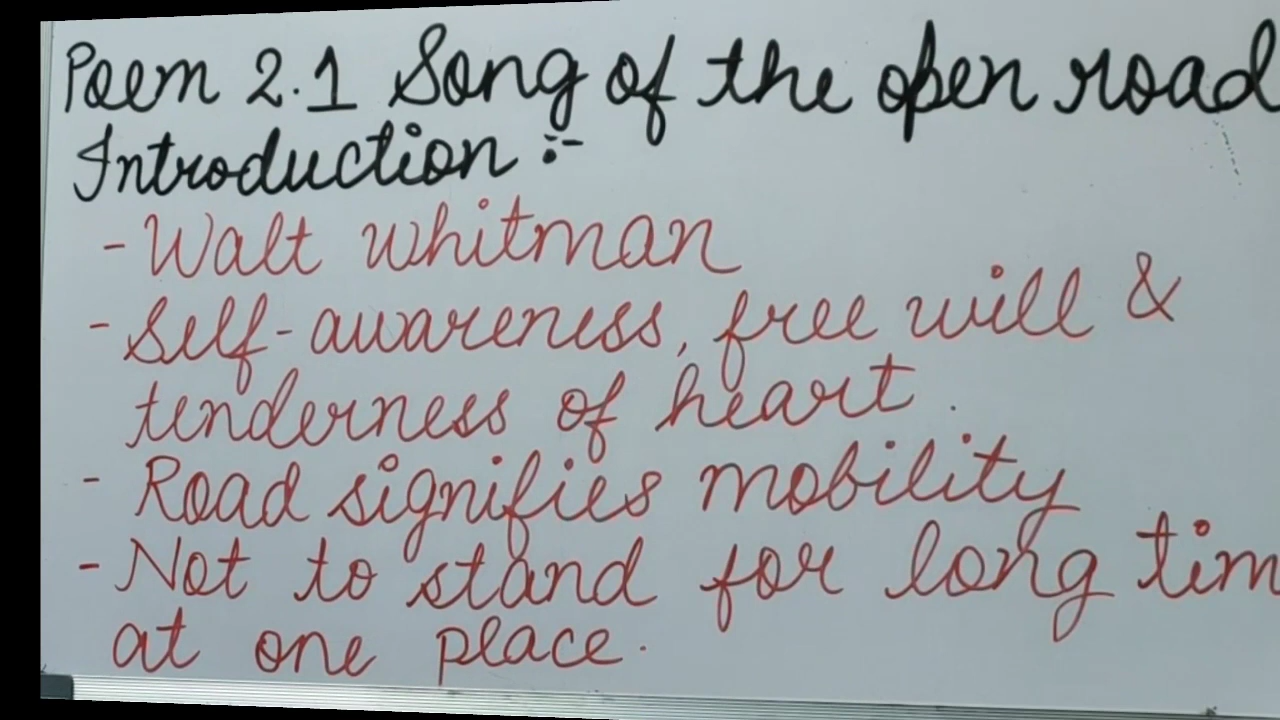 Poem 2.1 Song of the open road
Introduction :-
- Walt whitman
- Self-awareness, free will &
tenderness of heart.
- Road signifies mobility
- Not to stand for long tim
at one place.